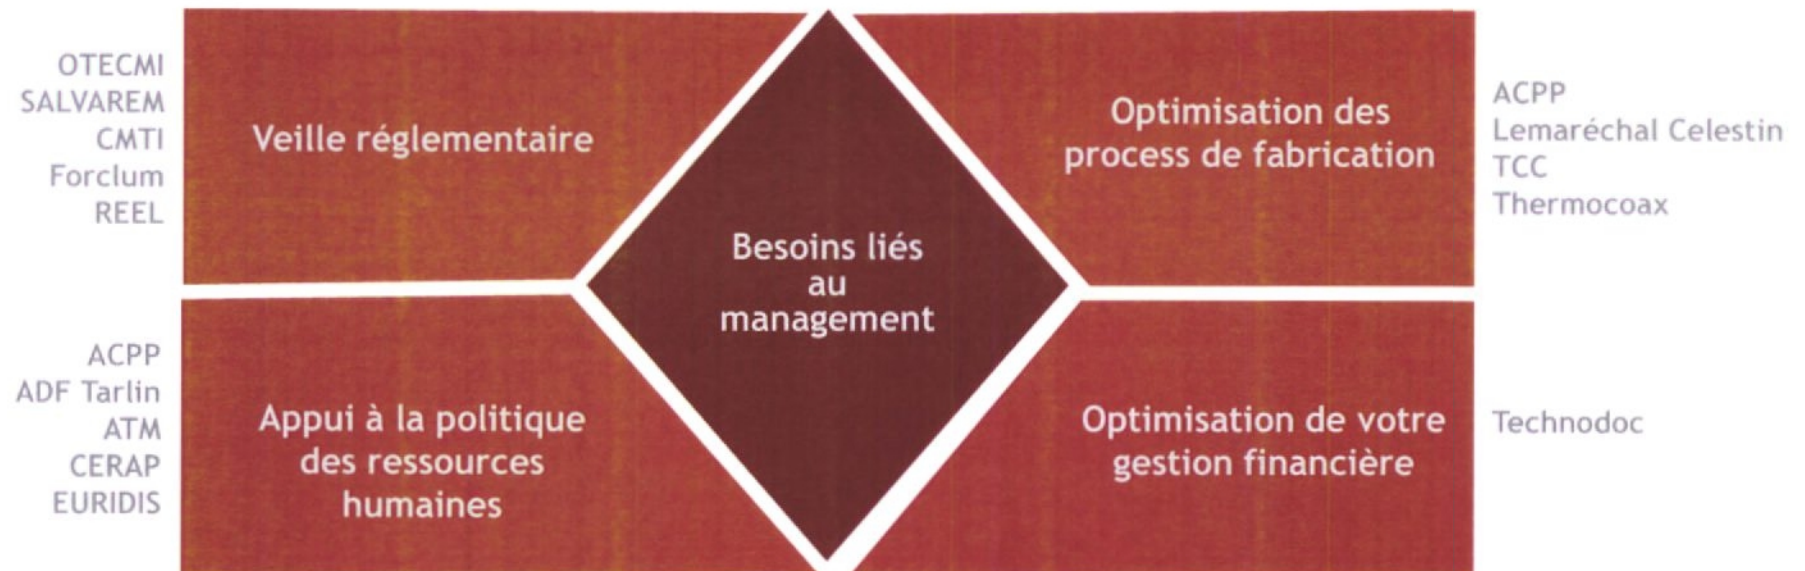 OTECMI
SALVAREM
CMTI
Forclum
REEL
Veille réglementaire
Optimisation des
process de fabrication
ACPP
Lemaréchal Celestin
TCC
Thermocoax
Besoins liés
au
management
ACPP
ADF Tarlin
ATM
CERAP
EURIDIS
Appui à la politique
des ressources
humaines
Optimisation de votre
gestion financière
Technodoc